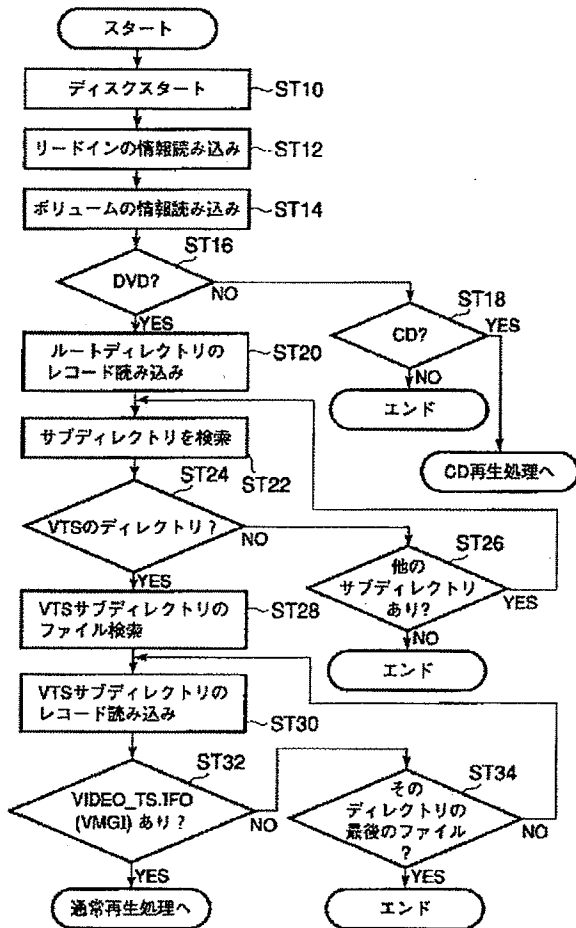 スタート
ディスクスタート
ST10
リードインの情報読み込み
ST12
ボリュームの情報読み込み
ST14
ST16
DVD?
NO
YES
ST18
CD?
YES
NO
エンド
CD再生処理へ
ルートディレクトリの
レコード読み込み
ST20
サブディレクトリを検索
ST22
ST24
VTSのディレクトリ?
NO
YES
ST26
他の
サブディレクトリ
あり?
YES
NO
エンド
VTSサブディレクトリの
ファイル検索
ST28
VTSサブディレクトリの
レコード読み込み
ST30
ST32
VIDEO_TS.IFO
(VMGI) あり?
NO
YES
通常再生処理へ
ST34
その
ディレクトリの
最後のファイル
?
NO
YES
エンド